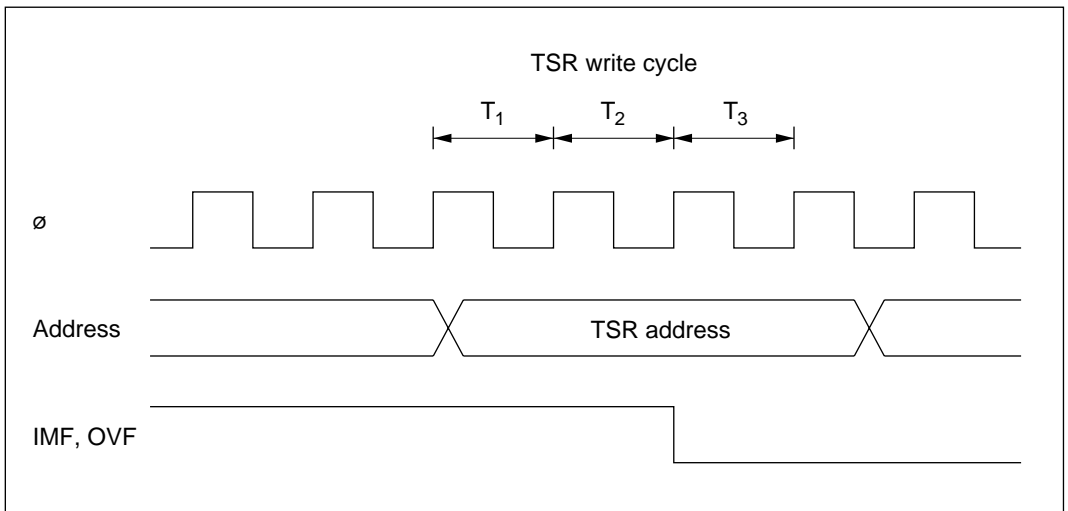 TSR write cycle
T1 T2 T3
ø
Address TSR address
IMF, OVF